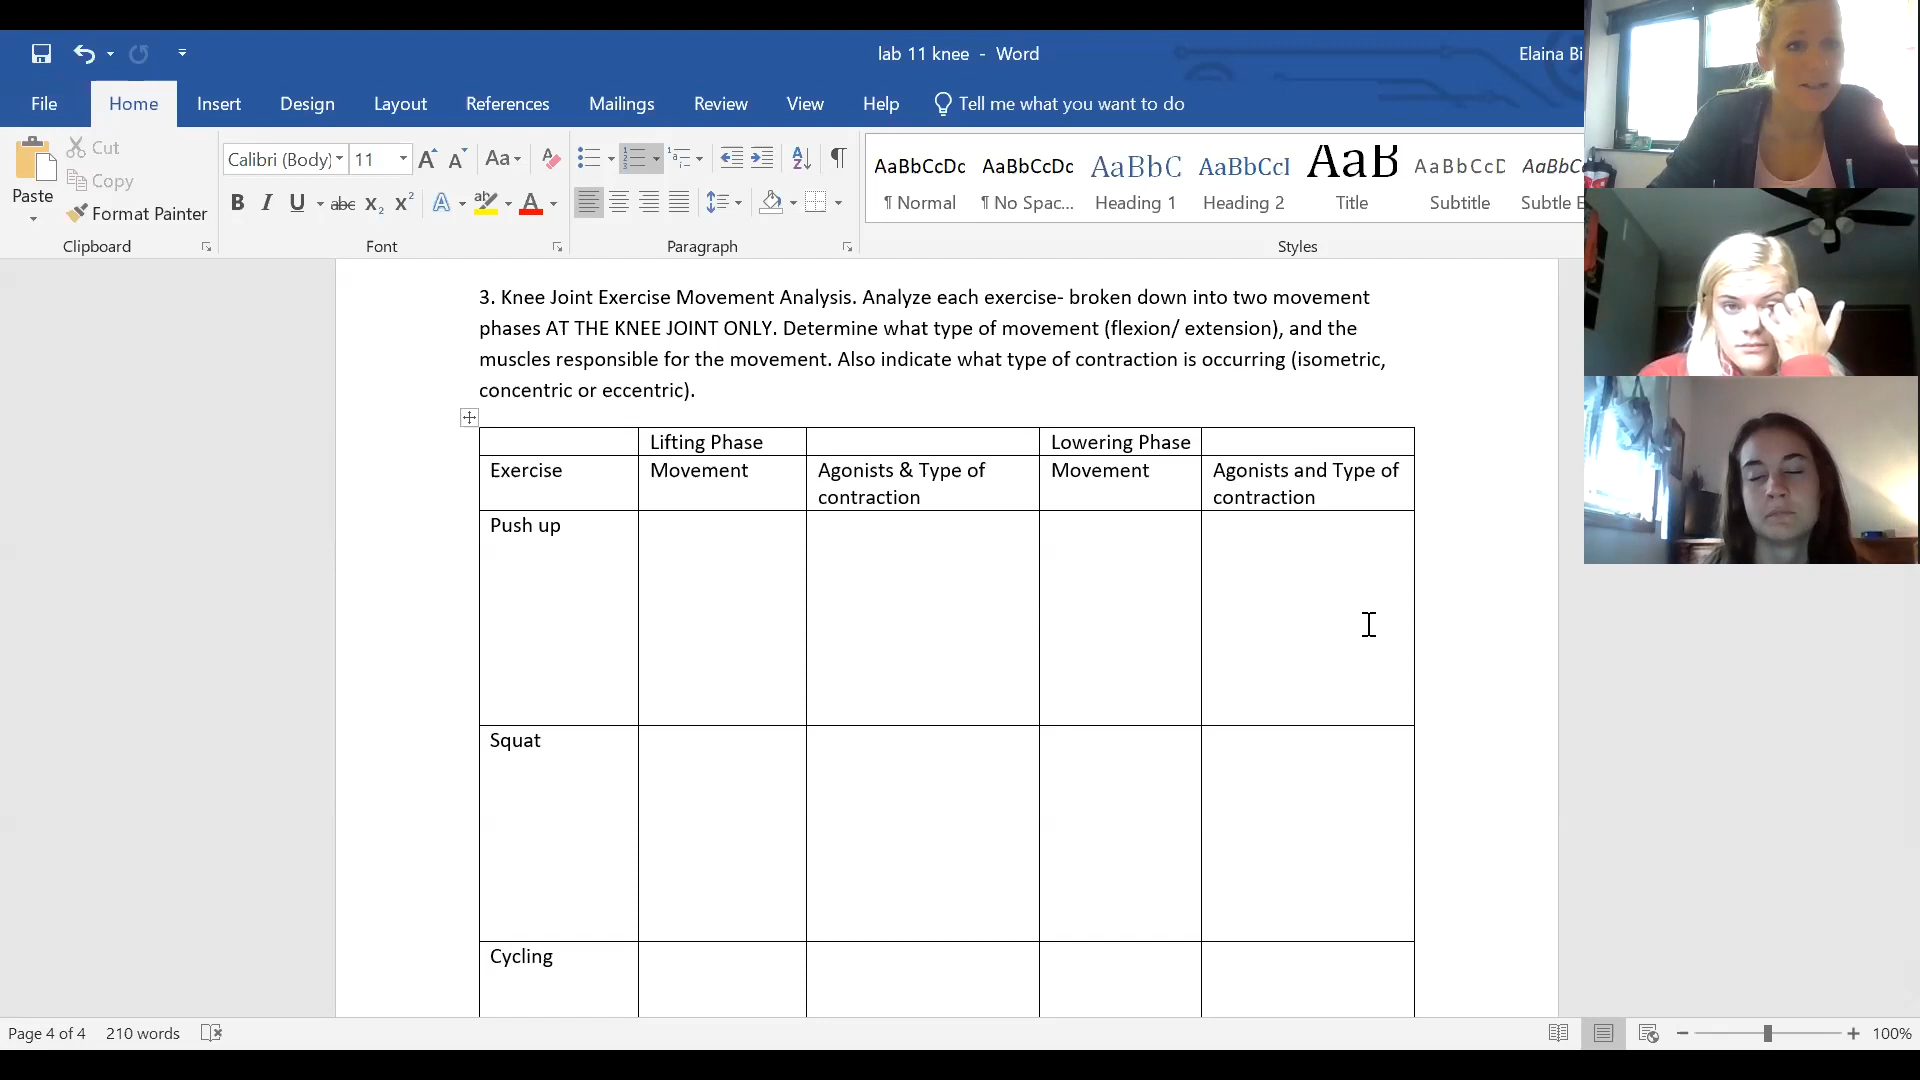 lab 11 knee - Word
Elaina Bi
File Home Insert Design Layout References Mailings Review View Help Tell me what you want to do
Paste
Cut
Copy
Format Painter
Clipboard
Calibri (Body) 11
Font
Paragraph
AaBbCcDc AaBbCcDc AaBbC AaBbCcI AaB AaBbCcD AaBbC
¶ Normal ¶ No Spac... Heading 1 Heading 2 Title Subtitle Subtle E
Styles
3. Knee Joint Exercise Movement Analysis. Analyze each exercise- broken down into two movement
phases AT THE KNEE JOINT ONLY. Determine what type of movement (flexion/ extension), and the
muscles responsible for the movement. Also indicate what type of contraction is occurring (isometric,
concentric or eccentric).
Lifting Phase Lowering Phase
Exercise Movement Agonists & Type of contraction Movement Agonists and Type of contraction
Push up
Squat
Cycling
Page 4 of 4 210 words
100%